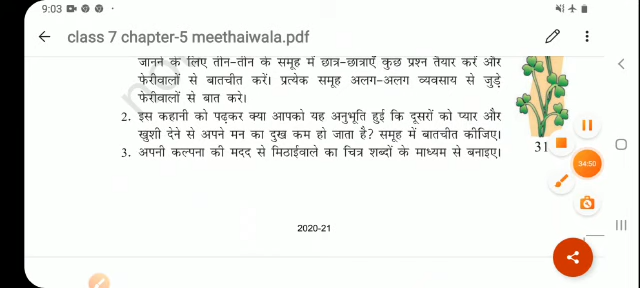 9:03
class 7 chapter-5 meethaiwala.pdf
जानने के लिए तीन-तीन के समूह में छात्र-छात्राएँ कुछ प्रश्न तैयार करें और
फेरीवालों से बातचीत करें। प्रत्येक समूह अलग-अलग व्यवसाय से जुड़े
फेरीवालों से बात करे।
2. इस कहानी को पढ़कर क्या आपको यह अनुभूति हुई कि दूसरों को प्यार और
खुशी देने से अपने मन का दुख कम हो जाता है? समूह में बातचीत कीजिए।
3. अपनी कल्पना की मदद से मिठाईवाले का चित्र शब्दों के माध्यम से बनाइए।
31
34:50
2020-21